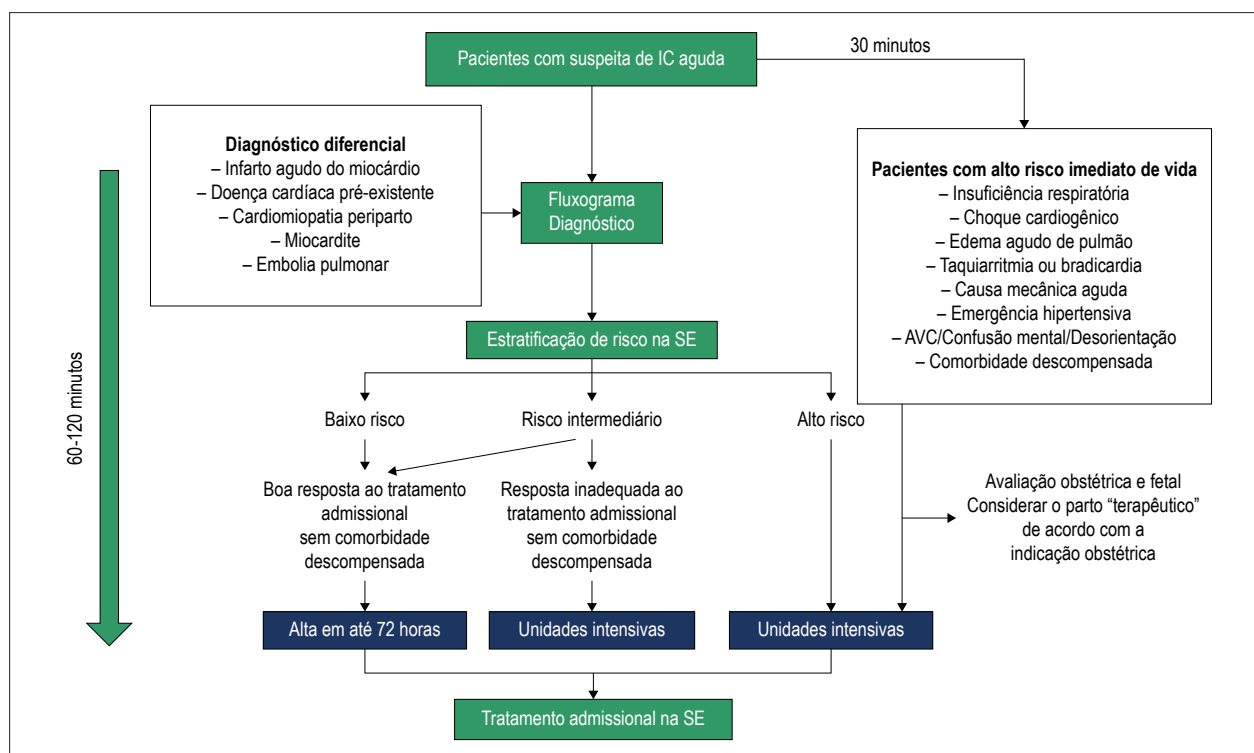 Pacientes com suspeita de IC aguda
30 minutos
Diagnóstico diferencial
– Infarto agudo do miocárdio
– Doença cardíaca pré-existente
– Cardiomiopatia periparto
– Miocardite
– Embolia pulmonar
Fluxograma
Diagnóstico
Pacientes com alto risco imediato de vida
– Insuficiência respiratória
– Choque cardiogênico
– Edema agudo de pulmão
– Taquiarritmia ou bradicardia
– Causa mecânica aguda
– Emergência hipertensiva
– AVC/Confusão mental/Desorientação
– Comorbidade descompensada
60-120 minutos
Estratificação de risco na SE
Baixo risco
Risco intermediário
Alto risco
Boa resposta ao tratamento
admissional
sem comorbidade
descompensada
Resposta inadequada ao
tratamento admissional
sem comorbidade
descompensada
Avaliação obstétrica e fetal
Considerar o parto “terapêutico”
de acordo com a
indicação obstétrica
Alta em até 72 horas
Unidades intensivas
Unidades intensivas
Tratamento admissional na SE